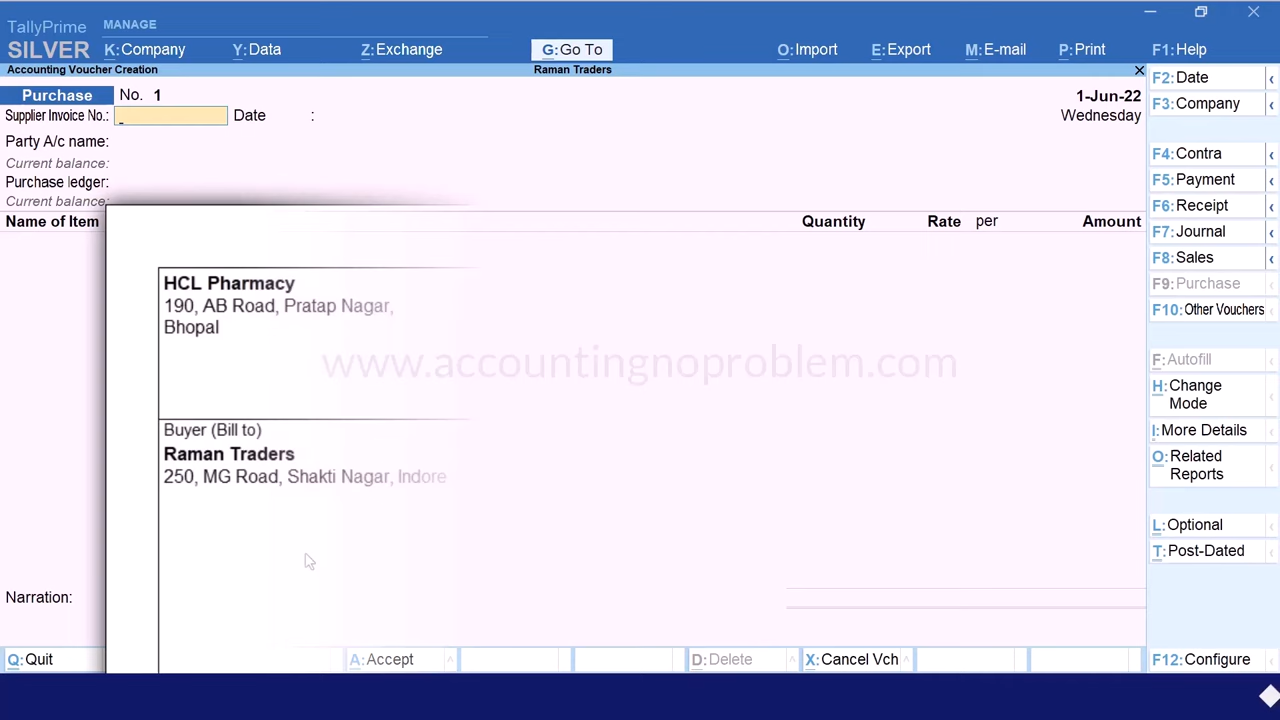 TallyPrime MANAGE
SILVER K:Company Y:Data Z:Exchange G:Go To O:Import E:Export M:E-mail P:Print F1:Help
Accounting Voucher Creation Raman Traders
Purchase No. 1 1-Jun-22
Supplier Invoice No.: Date : Wednesday
Party A/c name:
Current balance:
Purchase ledger:
Current balance:
Name of Item Quantity Rate per Amount
HCL Pharmacy
190, AB Road, Pratap Nagar,
Bhopal
www.accountingnoproblem.com
Buyer (Bill to)
Raman Traders
250, MG Road, Shakti Nagar, Indore
Narration:
Q:Quit A:Accept D:Delete X:Cancel Vch F12:Configure
F2:Date
F3:Company
F4:Contra
F5:Payment
F6:Receipt
F7:Journal
F8:Sales
F9:Purchase
F10:Other Vouchers
F:Autofill
H:Change
Mode
I:More Details
O:Related
Reports
L:Optional
T:Post-Dated